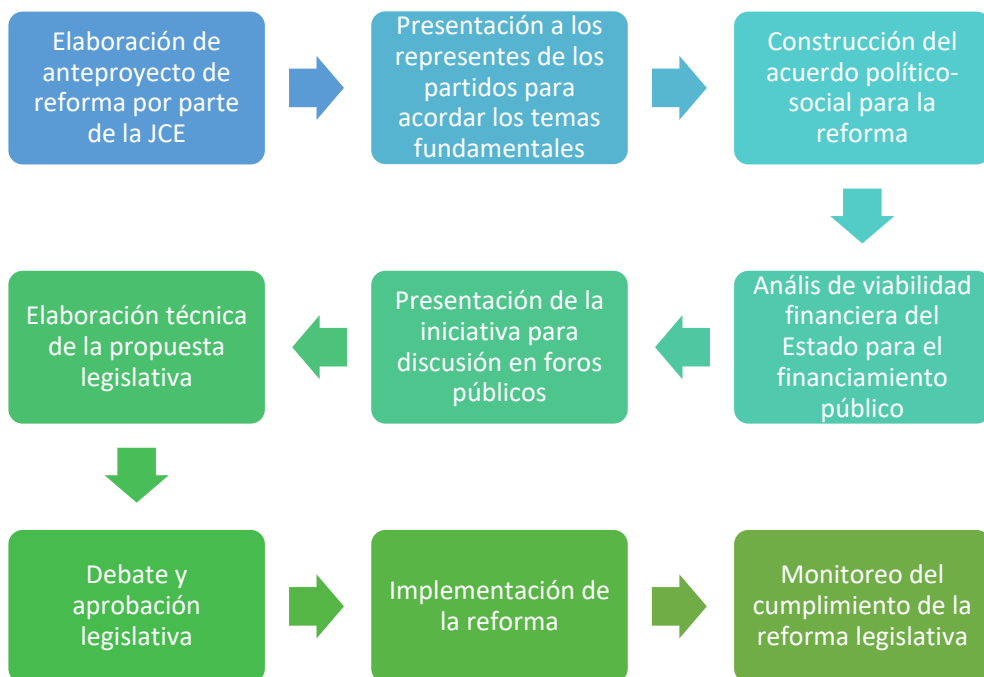 Elaboración de
anteproyecto de
reforma por parte
de la JCE
Presentación a los
representes de los
partidos para
acordar los temas
fundamentales
Construcción del
acuerdo político-
social para la
reforma
Anális de viabilidad
financiera del
Estado para el
financiamiento
público
Presentación de la
iniciativa para
discusión en foros
públicos
Elaboración técnica
de la propuesta
legislativa
Debate y
aprobación
legislativa
Implementación de
la reforma
Monitoreo del
cumplimiento de la
reforma legislativa